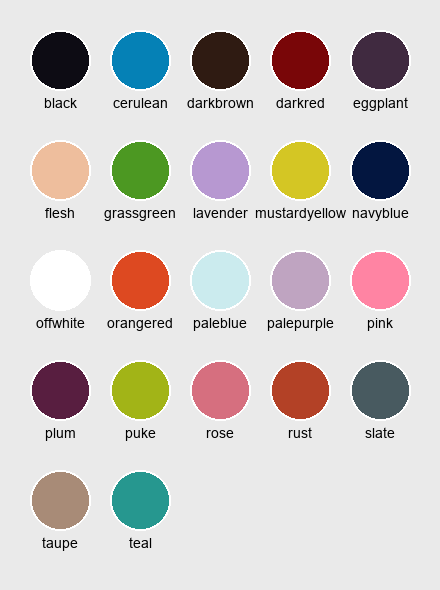 black cerulean darkbrown darkred eggplant
flesh grassgreen lavender mustardyellow navyblue
offwhite orangered paleblue palepurple pink
plum puke rose rust slate
taupe teal